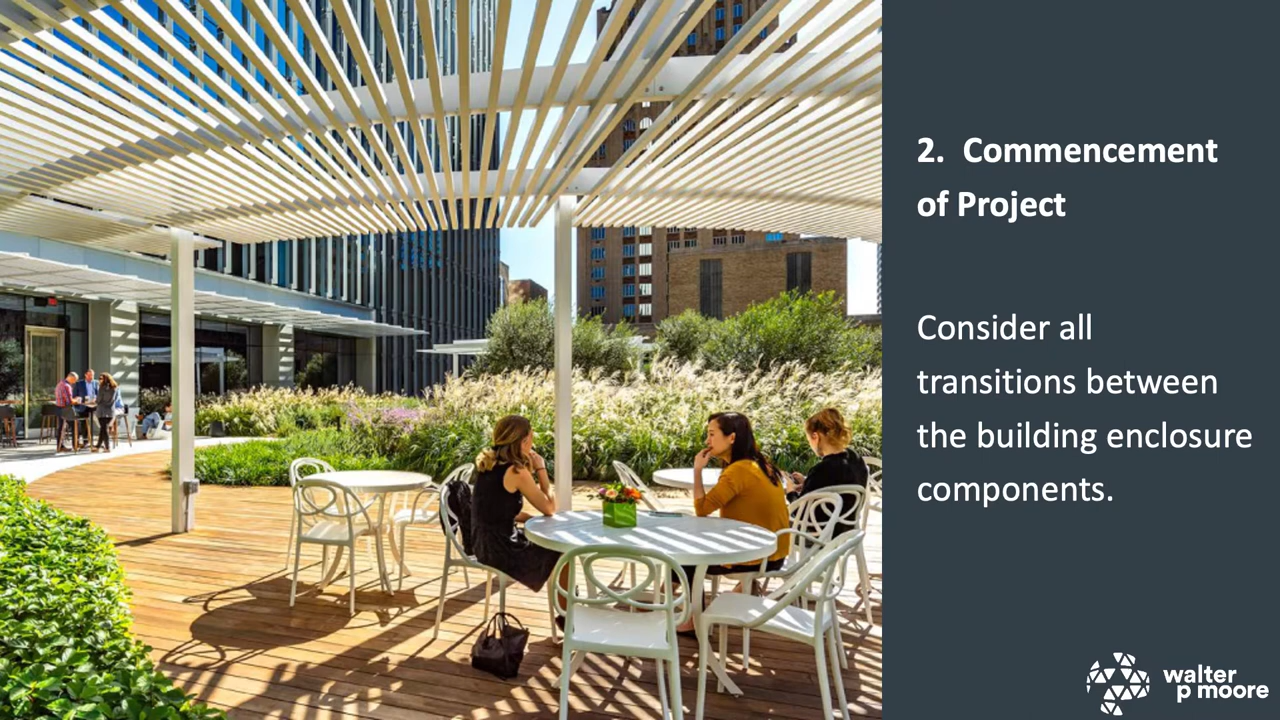 2. Commencement
of Project
Consider all
transitions between
the building enclosure
components.
walter
p moore